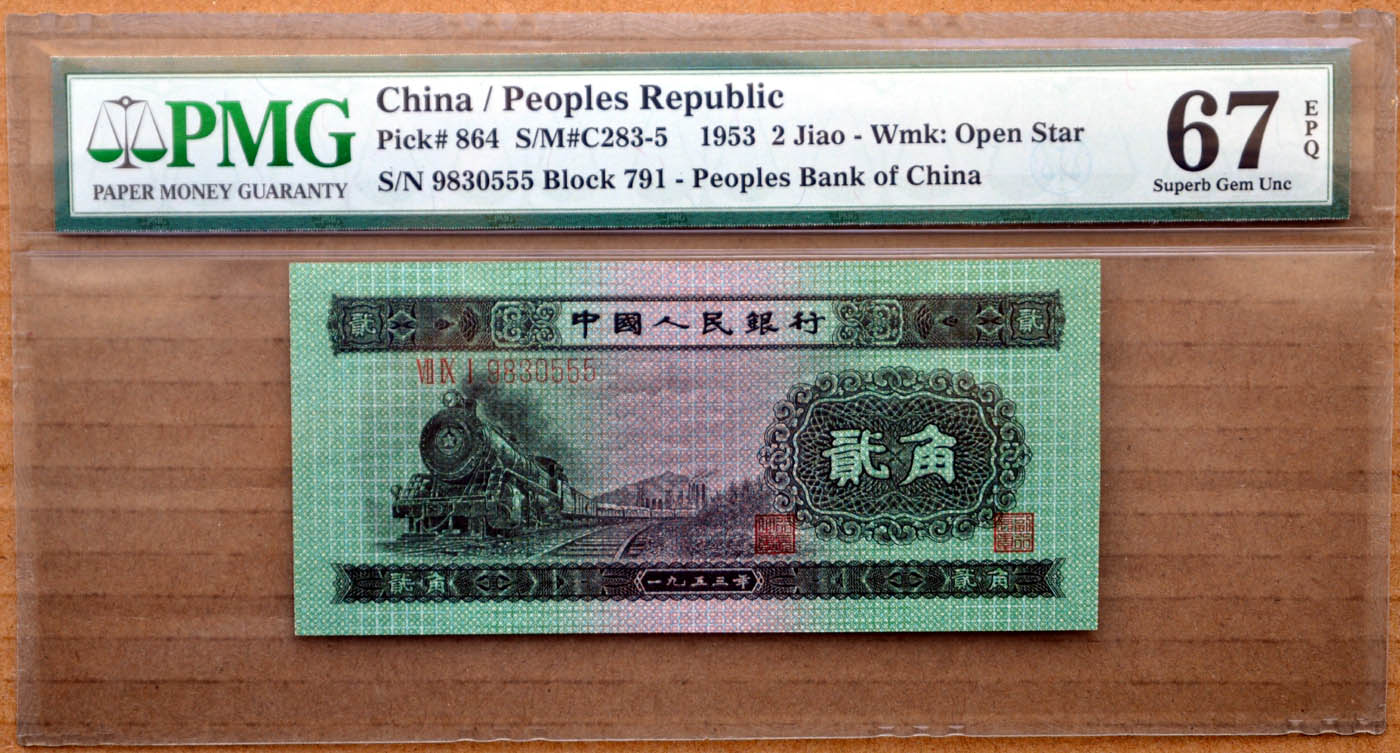 PMG
PAPER MONEY GUARANTY
China / Peoples Republic
Pick# 864 S/M#C283-5 1953 2 Jiao - Wmk: Open Star
S/N 9830555 Block 791 - Peoples Bank of China
67
EPQ
Superb Gem Unc
貳 中國人民銀行 貳
VII IX I 9830555
貳角
貳角 一九五三年 貳角